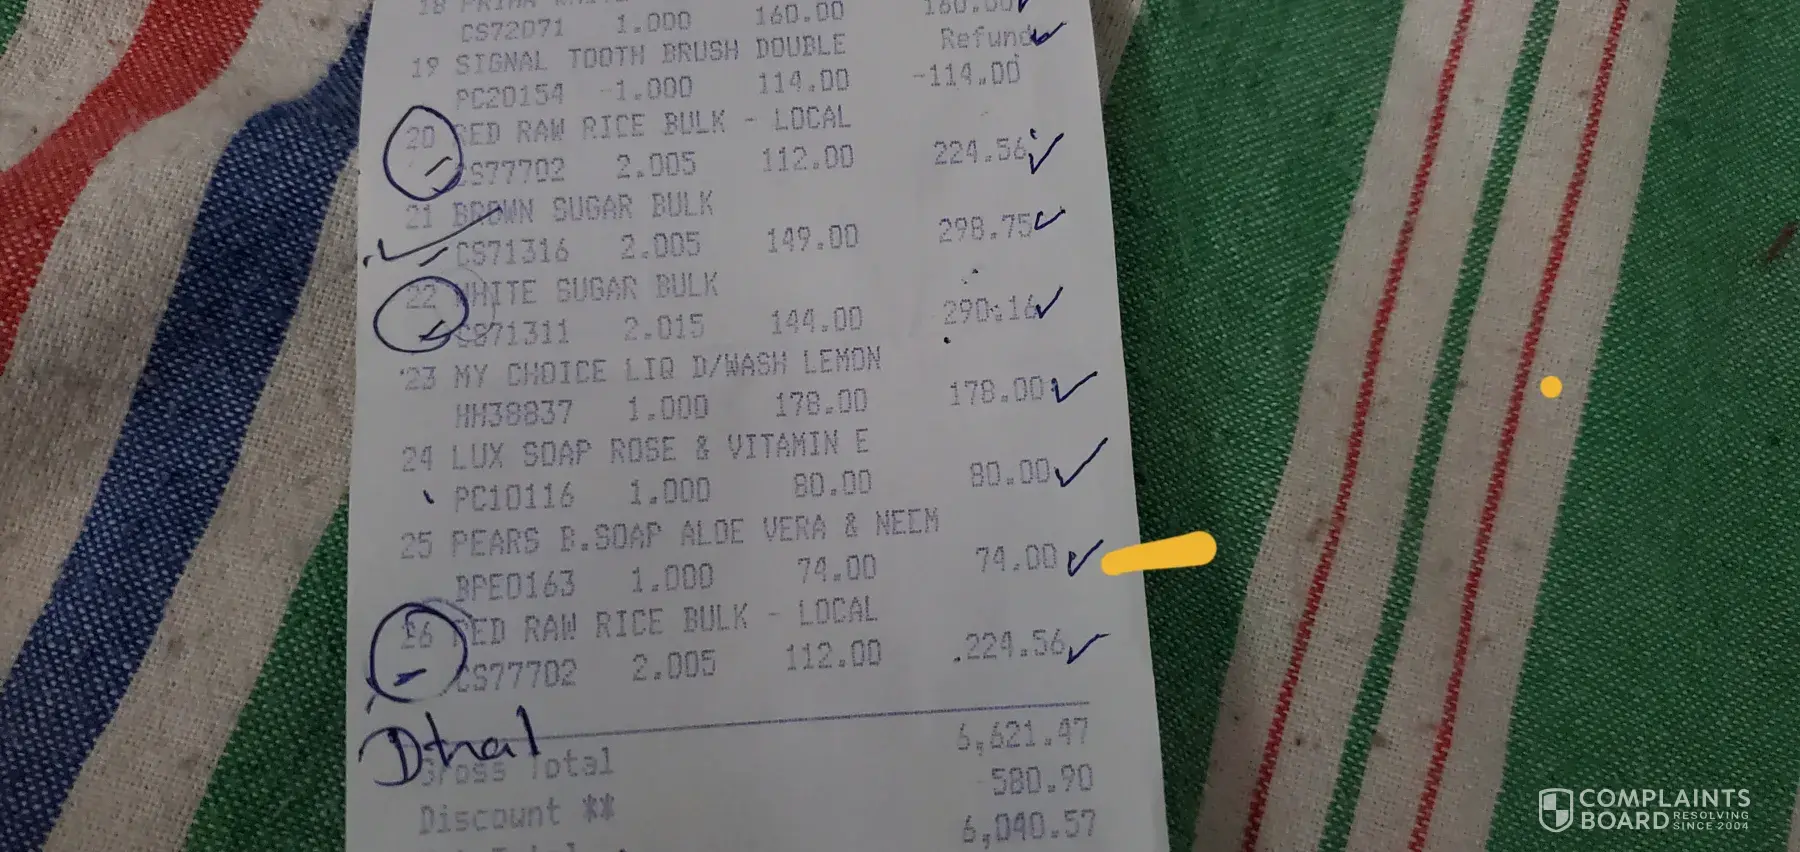 18 PRIMA
CS72071 1.000 160.00 160.00
19 SIGNAL TOOTH BRUSH DOUBLE Refund
PC20154 -1.000 114.00 -114.00
20 RED RAW RICE BULK - LOCAL
CS77702 2.005 112.00 224.56
21 BROWN SUGAR BULK
CS71316 2.005 149.00 298.75
22 WHITE SUGAR BULK
CS71311 2.015 144.00 290.16
23 MY CHOICE LIQ D/WASH LEMON
HH38837 1.000 178.00 178.00
24 LUX SOAP ROSE & VITAMIN E
PC10116 1.000 80.00 80.00
25 PEARS B.SOAP ALOE VERA & NEEM
BPE0163 1.000 74.00 74.00
26 RED RAW RICE BULK - LOCAL
CS77702 2.005 112.00 224.56
Dhal
Gross Total 6,621.47
Discount ** 580.90
6,040.57
COMPLAINTS
BOARD RESOLVING
SINCE 2004